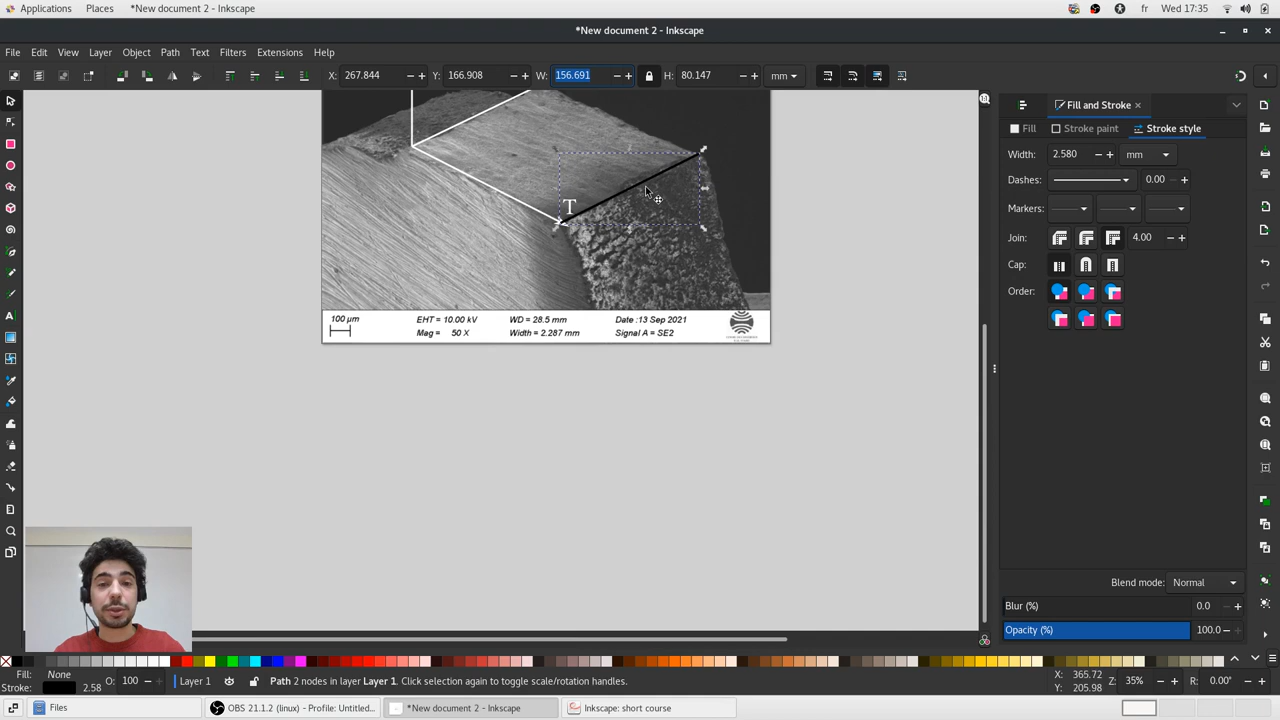 Applications Places *New document 2 - Inkscape fr Wed 17:35
*New document 2 - Inkscape
File Edit View Layer Object Path Text Filters Extensions Help
X: 267.844 Y: 166.908 W: 156.691 H: 80.147 mm
Fill and Stroke
Fill Stroke paint Stroke style
Width: 2.580 mm
Dashes: 0.00
Markers:
Join: 4.00
Cap:
Order:
T
100 µm EHT = 10.00 kV WD = 28.5 mm Date :13 Sep 2021
Mag = 50 X Width = 2.287 mm Signal A = SE2
Blend mode: Normal
Blur (%) 0.0
Opacity (%) 100.0
Fill: None
Stroke: 2.58 O: 100 Layer 1 Path 2 nodes in layer Layer 1. Click selection again to toggle scale/rotation handles. X: 365.72 Y: 205.98 Z: 35% R: 0.00°
Files OBS 21.1.2 (linux) - Profile: Untitled... *New document 2 - Inkscape Inkscape: short course